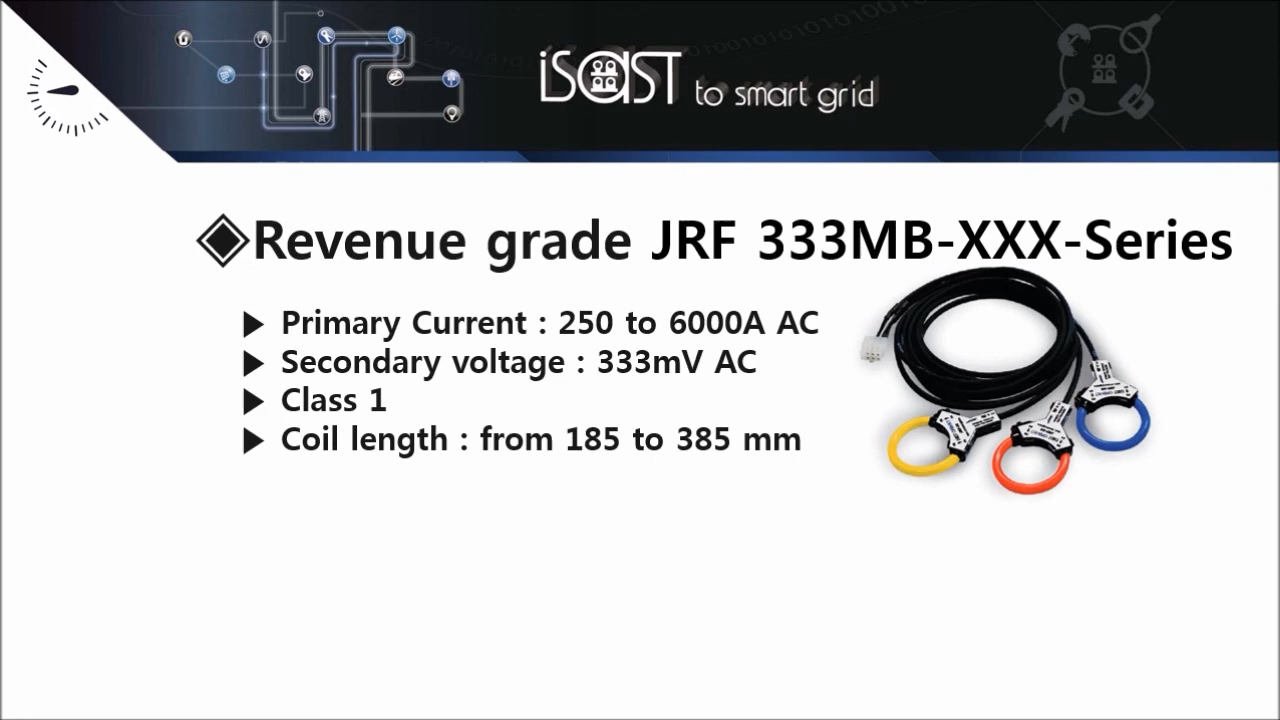 iSOAST to smart grid
Revenue grade JRF 333MB-XXX-Series
Primary Current : 250 to 6000A AC
Secondary voltage : 333mV AC
Class 1
Coil length : from 185 to 385 mm